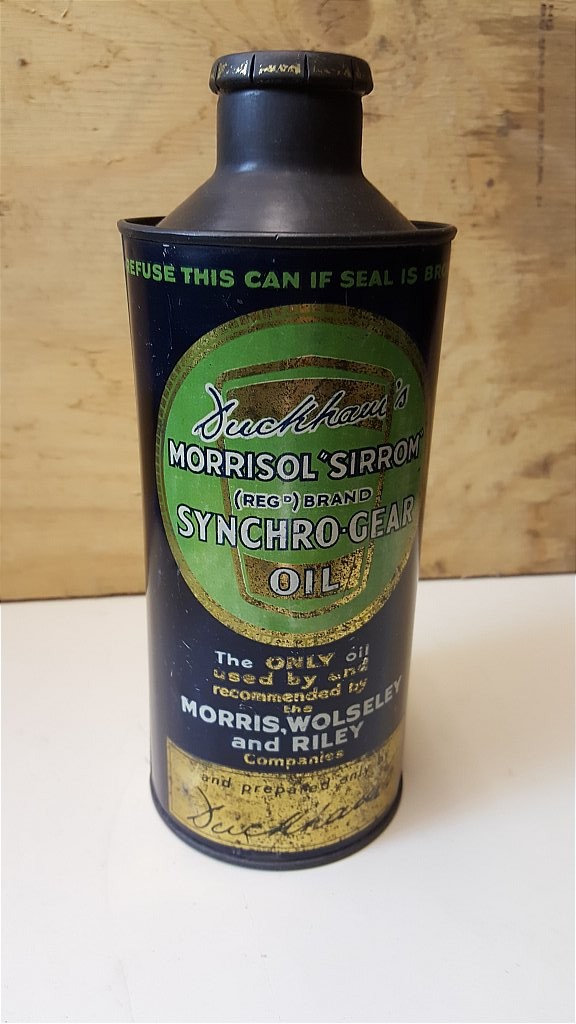 REFUSE THIS CAN IF SEAL IS BRO
Duckham's
MORRISOL "SIRROM"
(REGD) BRAND
SYNCHRO-GEAR
OIL
The ONLY oil
used by and
recommended by
the
MORRIS, WOLSELEY
and RILEY
Companies
and prepared only by
Duckham